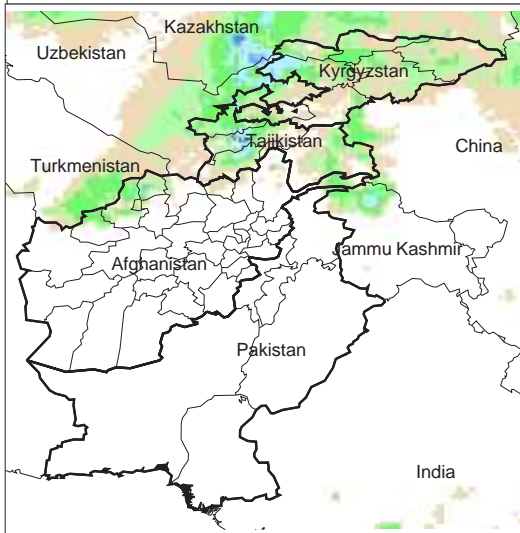 Kazakhstan
Uzbekistan
Kyrgyzstan
Tajikistan
China
Turkmenistan
Jammu Kashmir
Afghanistan
Pakistan
India